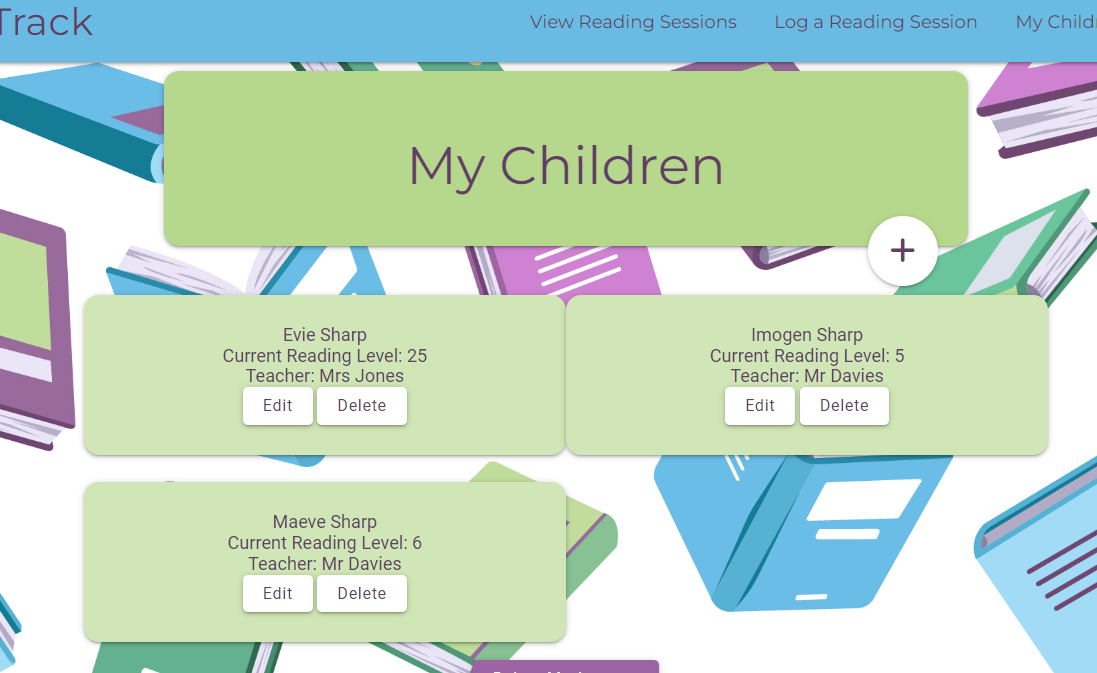 Track
View Reading Sessions
Log a Reading Session
My Child
My Children
+
Evie Sharp
Current Reading Level: 25
Teacher: Mrs Jones
Edit
Delete
Imogen Sharp
Current Reading Level: 5
Teacher: Mr Davies
Edit
Delete
Maeve Sharp
Current Reading Level: 6
Teacher: Mr Davies
Edit
Delete